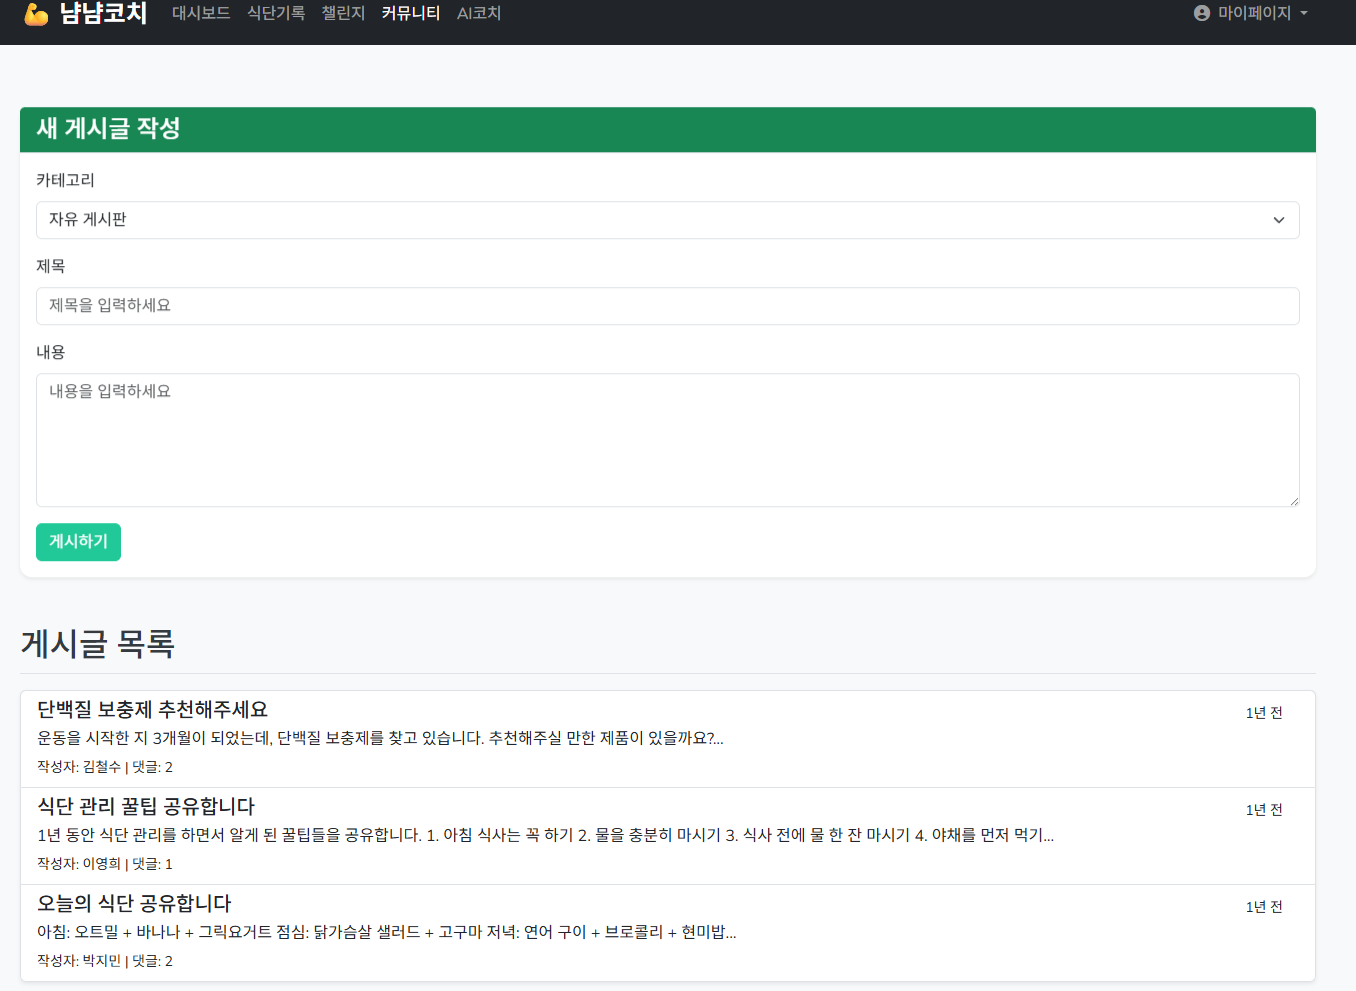 냠냠코치 대시보드 식단기록 챌린지 커뮤니티 AI코치 마이페이지
새 게시글 작성
카테고리
자유 게시판
제목
제목을 입력하세요
내용
내용을 입력하세요
게시하기
게시글 목록
단백질 보충제 추천해주세요 1년 전
운동을 시작한 지 3개월이 되었는데, 단백질 보충제를 찾고 있습니다. 추천해주실 만한 제품이 있을까요?...
작성자: 김철수 | 댓글: 2
식단 관리 꿀팁 공유합니다 1년 전
1년 동안 식단 관리를 하면서 알게 된 꿀팁들을 공유합니다. 1. 아침 식사는 꼭 하기 2. 물을 충분히 마시기 3. 식사 전에 물 한 잔 마시기 4. 야채를 먼저 먹기...
작성자: 이영희 | 댓글: 1
오늘의 식단 공유합니다 1년 전
아침: 오트밀 + 바나나 + 그릭요거트 점심: 닭가슴살 샐러드 + 고구마 저녁: 연어 구이 + 브로콜리 + 현미밥...
작성자: 박지민 | 댓글: 2